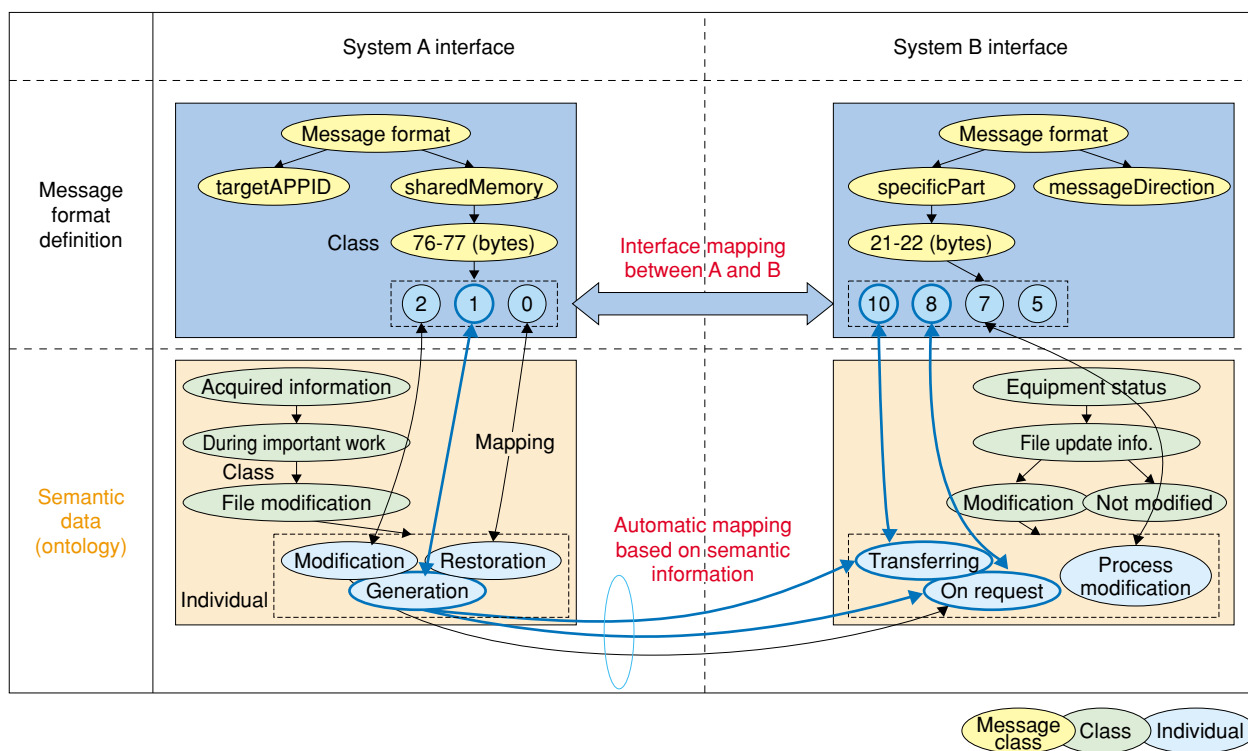 System A interface
System B interface
Message
format
definition
Message format
targetAPPID
sharedMemory
Class
76-77 (bytes)
2
1
0
Interface mapping
between A and B
Message format
specificPart
messageDirection
21-22 (bytes)
10
8
7
5
Semantic
data
(ontology)
Acquired information
During important work
Class
File modification
Mapping
Modification
Restoration
Generation
Individual
Automatic mapping
based on semantic
information
Equipment status
File update info.
Modification
Not modified
Transferring
On request
Process
modification
Message
class
Class
Individual